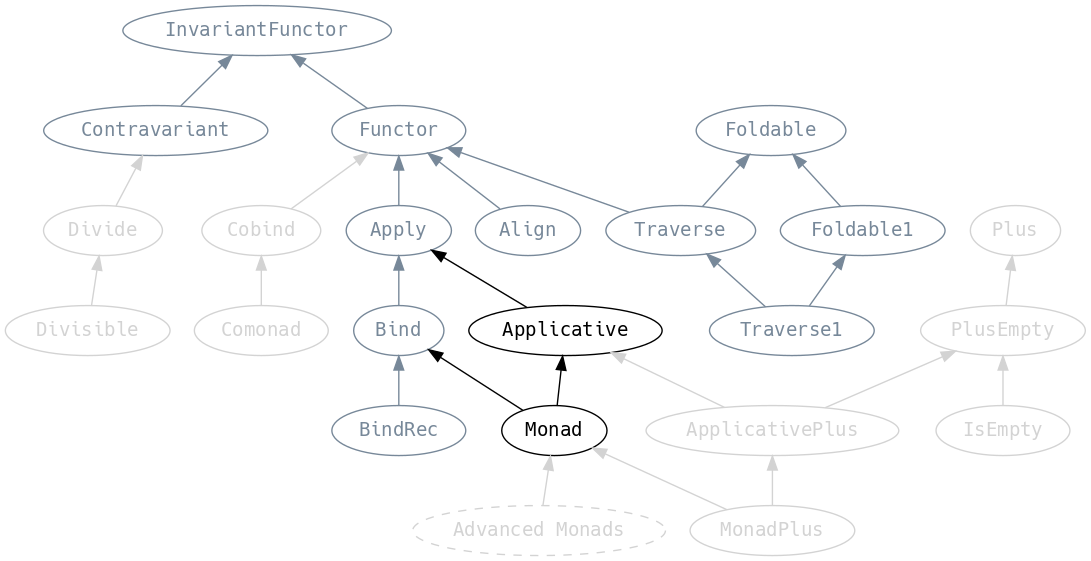 InvariantFunctor
Contravariant
Functor
Foldable
Divide
Cobind
Apply
Align
Traverse
Foldable1
Plus
Divisible
Comonad
Bind
Applicative
Traverse1
PlusEmpty
BindRec
Monad
ApplicativePlus
IsEmpty
Advanced Monads
MonadPlus